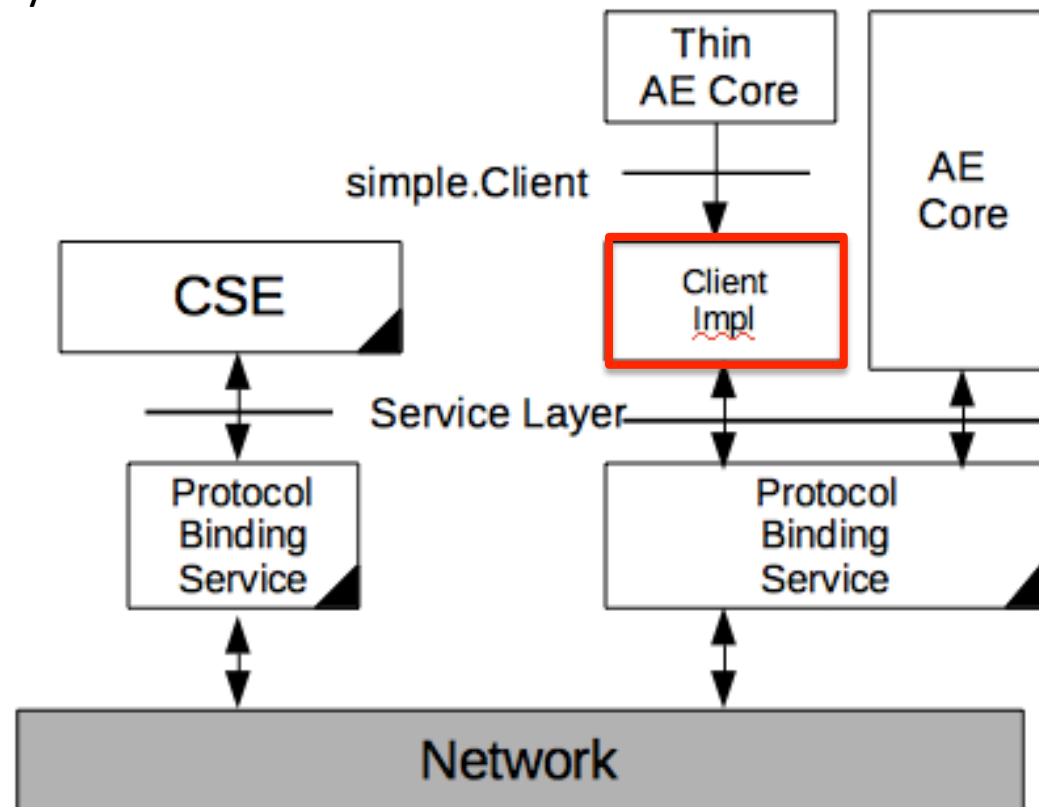 Thin
AE Core
AE
Core
simple.Client
CSE
Client
Impl
Service Layer
Protocol
Binding
Service
Protocol
Binding
Service
Network